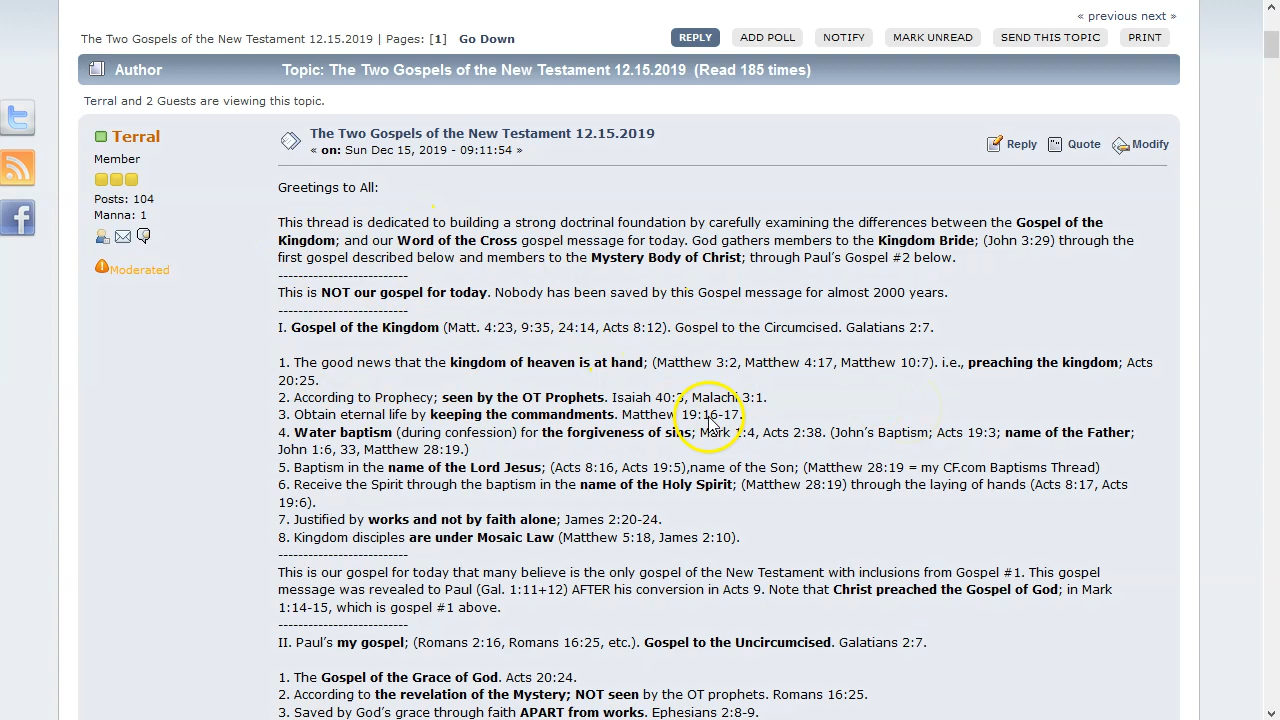 « previous next »
The Two Gospels of the New Testament 12.15.2019 | Pages: [1] Go Down REPLY ADD POLL NOTIFY MARK UNREAD SEND THIS TOPIC PRINT
Author Topic: The Two Gospels of the New Testament 12.15.2019 (Read 185 times)
Terral and 2 Guests are viewing this topic.
Terral
Member
Posts: 104
Manna: 1
Moderated
The Two Gospels of the New Testament 12.15.2019
« on: Sun Dec 15, 2019 - 09:11:54 »
Reply Quote Modify
Greetings to All:
This thread is dedicated to building a strong doctrinal foundation by carefully examining the differences between the Gospel of the
Kingdom; and our Word of the Cross gospel message for today. God gathers members to the Kingdom Bride; (John 3:29) through the
first gospel described below and members to the Mystery Body of Christ; through Paul's Gospel #2 below.
--------------------------
This is NOT our gospel for today. Nobody has been saved by this Gospel message for almost 2000 years.
--------------------------
I. Gospel of the Kingdom (Matt. 4:23, 9:35, 24:14, Acts 8:12). Gospel to the Circumcised. Galatians 2:7.
1. The good news that the kingdom of heaven is at hand; (Matthew 3:2, Matthew 4:17, Matthew 10:7). i.e., preaching the kingdom; Acts
20:25.
2. According to Prophecy; seen by the OT Prophets. Isaiah 40:3, Malachi 3:1.
3. Obtain eternal life by keeping the commandments. Matthew 19:16-17.
4. Water baptism (during confession) for the forgiveness of sins; Mark 1:4, Acts 2:38. (John's Baptism; Acts 19:3; name of the Father;
John 1:6, 33, Matthew 28:19.)
5. Baptism in the name of the Lord Jesus; (Acts 8:16, Acts 19:5),name of the Son; (Matthew 28:19 = my CF.com Baptisms Thread)
6. Receive the Spirit through the baptism in the name of the Holy Spirit; (Matthew 28:19) through the laying of hands (Acts 8:17, Acts
19:6).
7. Justified by works and not by faith alone; James 2:20-24.
8. Kingdom disciples are under Mosaic Law (Matthew 5:18, James 2:10).
--------------------------
This is our gospel for today that many believe is the only gospel of the New Testament with inclusions from Gospel #1. This gospel
message was revealed to Paul (Gal. 1:11+12) AFTER his conversion in Acts 9. Note that Christ preached the Gospel of God; in Mark
1:14-15, which is gospel #1 above.
--------------------------
II. Paul's my gospel; (Romans 2:16, Romans 16:25, etc.). Gospel to the Uncircumcised. Galatians 2:7.
1. The Gospel of the Grace of God. Acts 20:24.
2. According to the revelation of the Mystery; NOT seen by the OT prophets. Romans 16:25.
3. Saved by God's grace through faith APART from works. Ephesians 2:8-9.